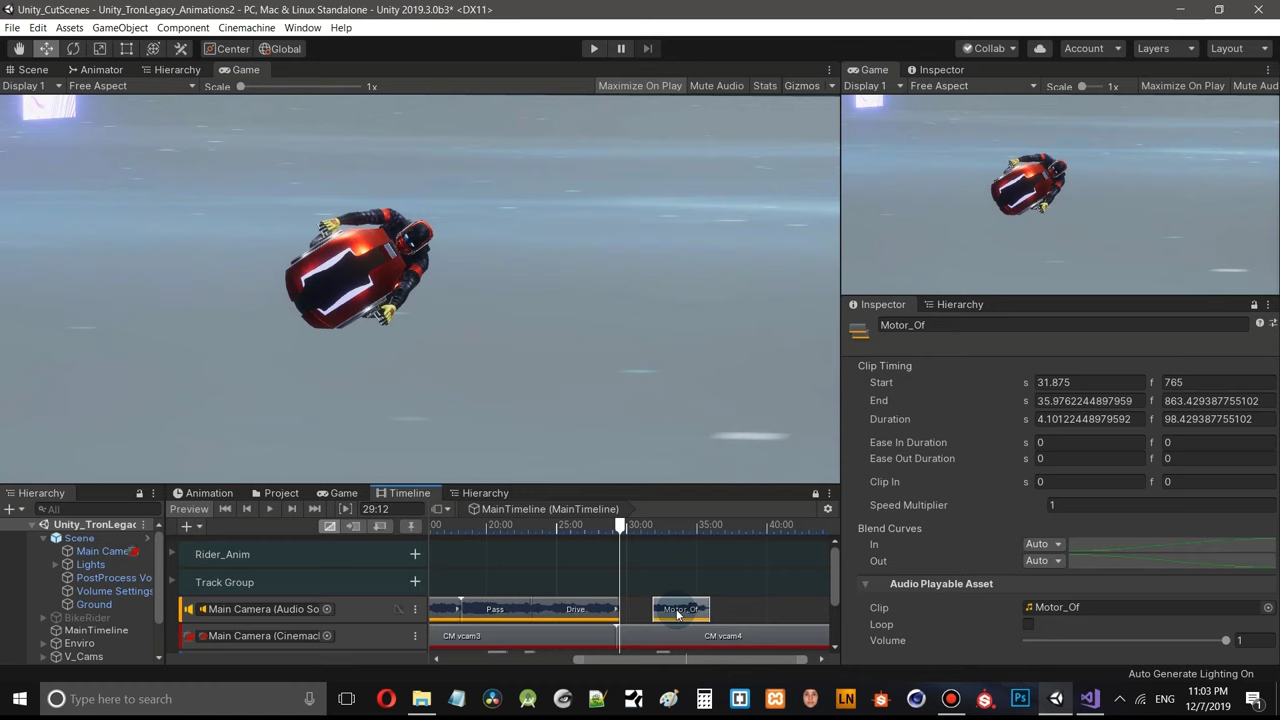 Unity_CutScenes - Unity_TronLegacy_Animations2 - PC, Mac & Linux Standalone - Unity 2019.3.0b3* <DX11>
File Edit Assets GameObject Component Cinemachine Window Help
Center Global Collab Account Layers Layout
Scene Animator Hierarchy Game
Display 1 Free Aspect Scale 1x Maximize On Play Mute Audio Stats Gizmos
Game Inspector
Display 1 Free Aspect Scale 1x Maximize On Play Mute Aud
Inspector Hierarchy
Motor_Of
Clip Timing
Start s 31.875 f 765
End s 35.9762244897959 f 863.429387755102
Duration s 4.10122448979592 f 98.429387755102
Ease In Duration s 0 f 0
Ease Out Duration s 0 f 0
Clip In s 0 f 0
Speed Multiplier 1
Blend Curves
In Auto
Out Auto
Audio Playable Asset
Clip Motor_Of
Loop
Volume 1
Auto Generate Lighting On
Hierarchy
All
Unity_TronLegac
Scene
Main Came
Lights
PostProcess Vo
Volume Settings
Ground
BikeRider
MainTimeline
Enviro
V_Cams
Animation Project Game Timeline Hierarchy
Preview 29:12 MainTimeline (MainTimeline)
00 20:00 25:00 30:00 35:00 40:00
Rider_Anim
Track Group
Main Camera (Audio So Pass Drive Motor_Of
Main Camera (Cinemacl CM vcam3 CM vcam4
Type here to search
LN
Ps
ENG
11:03 PM
12/7/2019